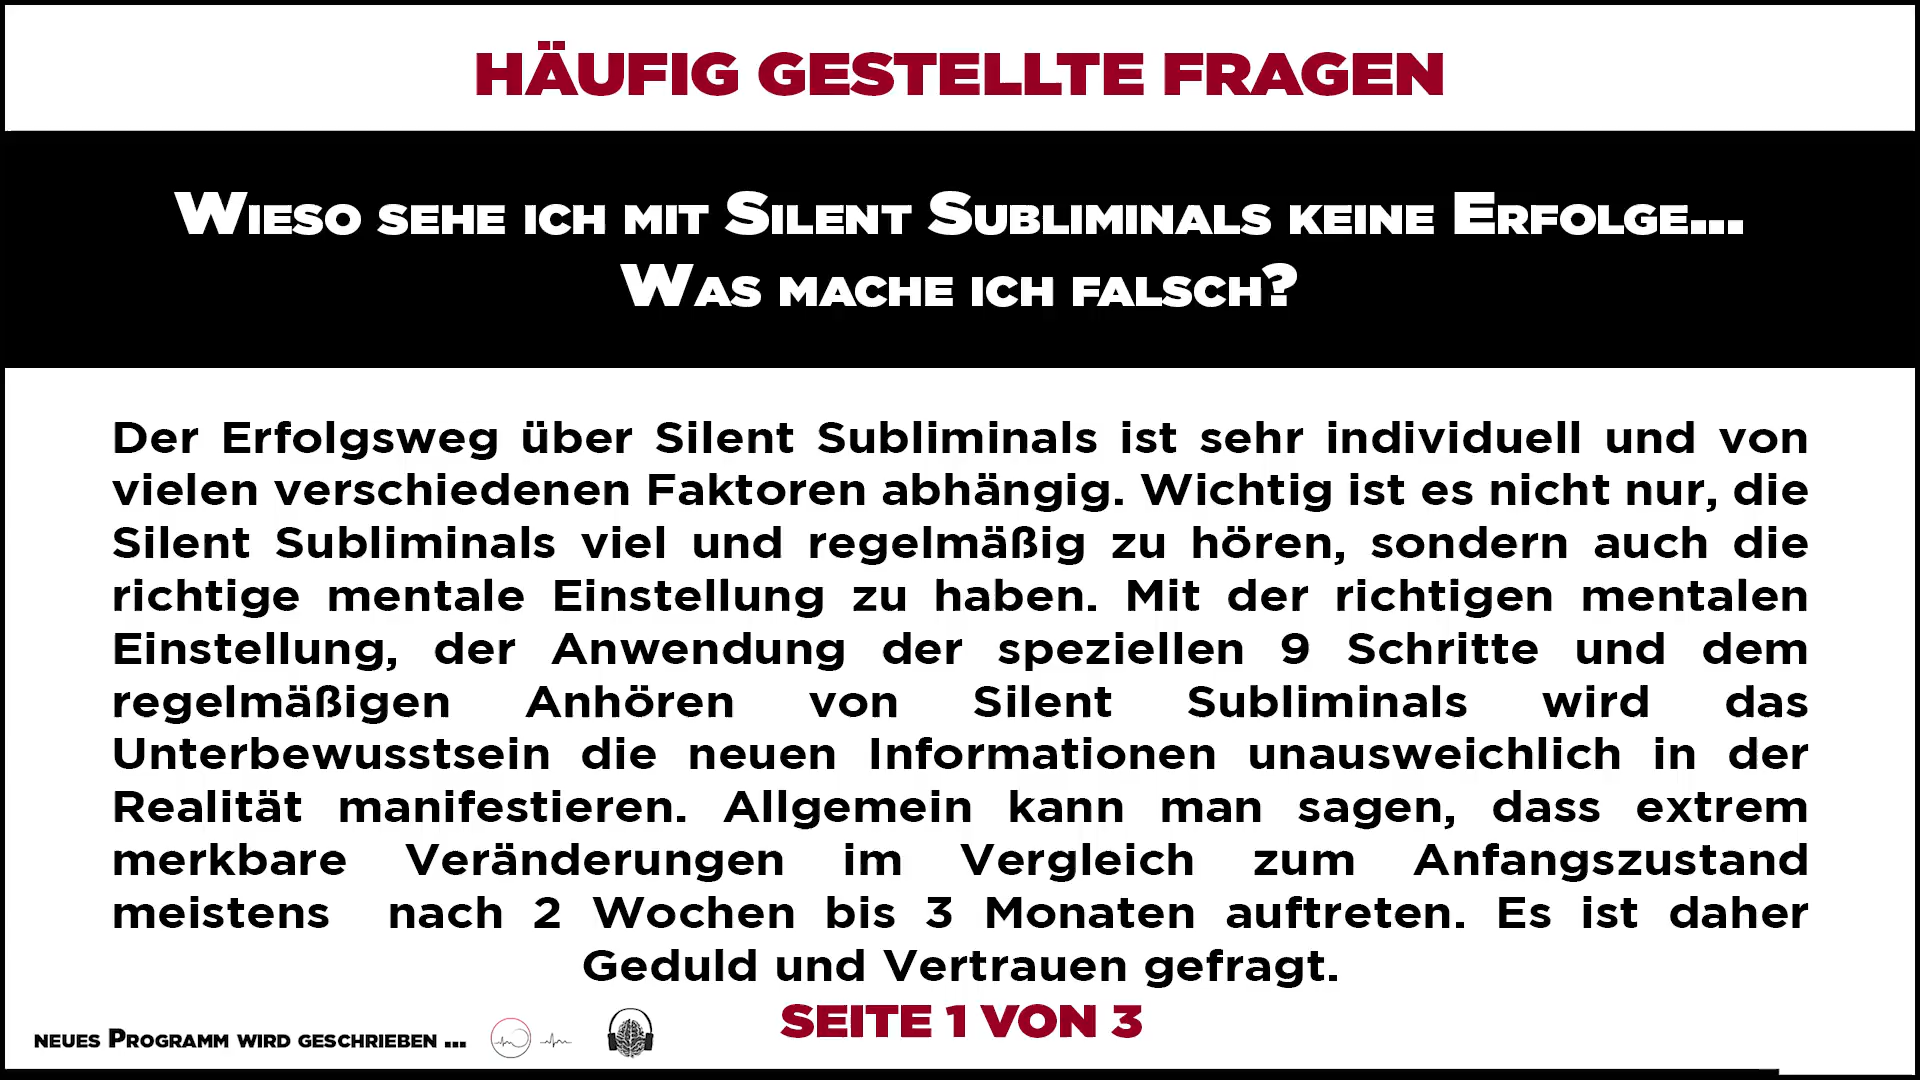 HÄUFIG GESTELLTE FRAGEN
WIESO SEHE ICH MIT SILENT SUBLIMINALS KEINE ERFOLGE...
WAS MACHE ICH FALSCH?
Der Erfolgsweg über Silent Subliminals ist sehr individuell und von
vielen verschiedenen Faktoren abhängig. Wichtig ist es nicht nur, die
Silent Subliminals viel und regelmäßig zu hören, sondern auch die
richtige mentale Einstellung zu haben. Mit der richtigen mentalen
Einstellung, der Anwendung der speziellen 9 Schritte und dem
regelmäßigen Anhören von Silent Subliminals wird das
Unterbewusstsein die neuen Informationen unausweichlich in der
Realität manifestieren. Allgemein kann man sagen, dass extrem
merkbare Veränderungen im Vergleich zum Anfangszustand
meistens nach 2 Wochen bis 3 Monaten auftreten. Es ist daher
Geduld und Vertrauen gefragt.
SEITE 1 VON 3
NEUES PROGRAMM WIRD GESCHRIEBEN ...